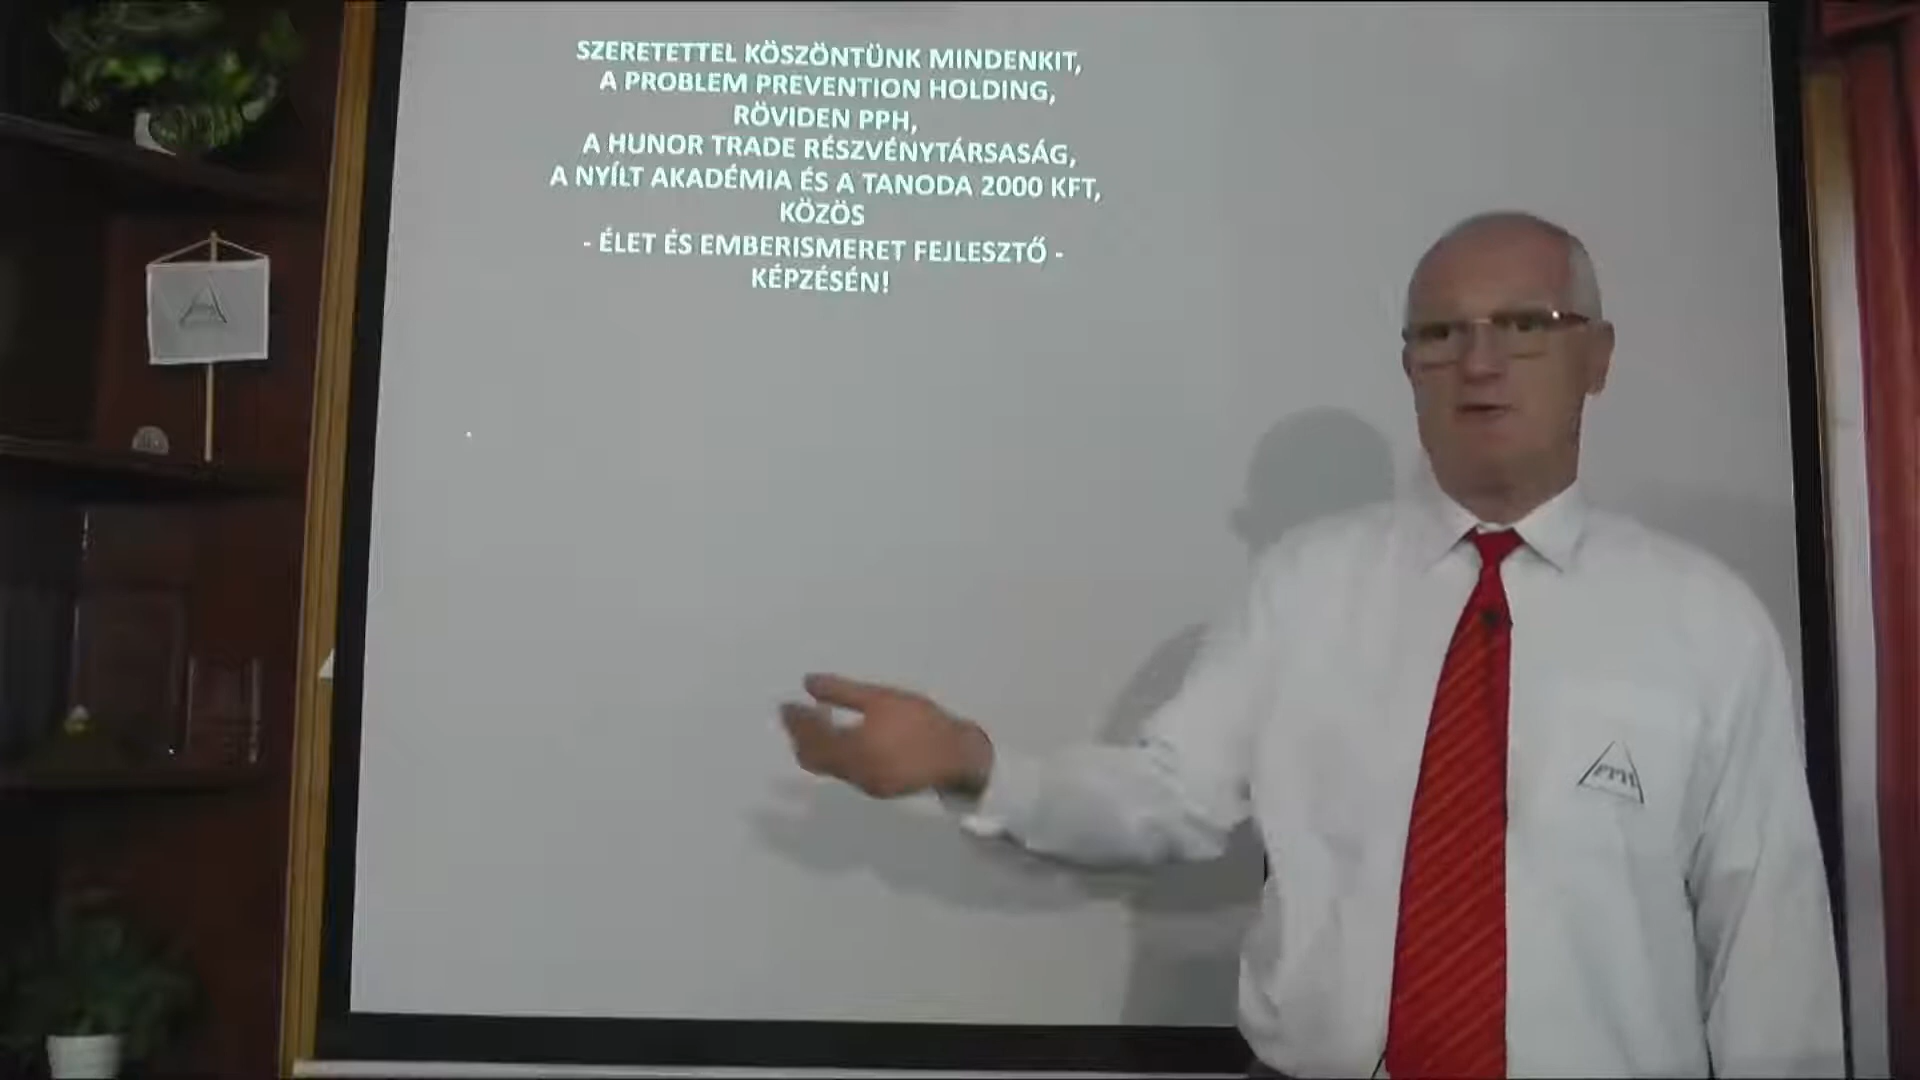 SZERETETTEL KÖSZÖNTÜNK MINDENKIT,
A PROBLEM PREVENTION HOLDING,
RÖVIDEN PPH,
A HUNOR TRADE RÉSZVÉNYTÁRSASÁG,
A NYÍLT AKADÉMIA ÉS A TANODA 2000 KFT,
KÖZÖS
- ÉLET ÉS EMBERISMERET FEJLESZTŐ -
KÉPZÉSÉN!
PPH